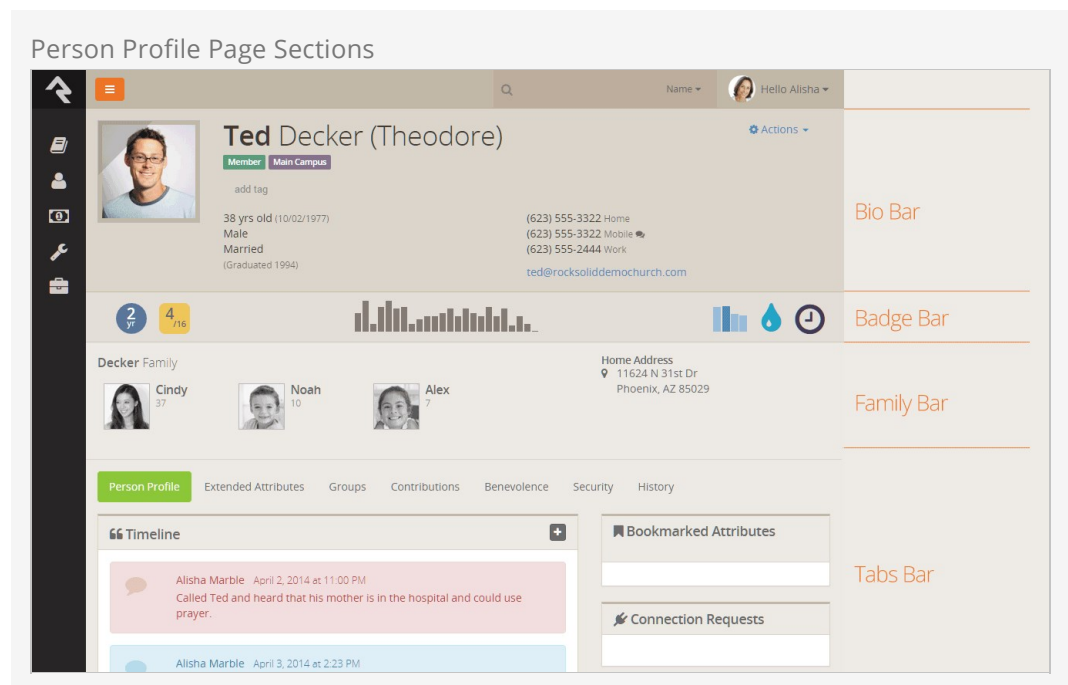 Person Profile Page Sections
Name
Hello Alisha
Ted Decker (Theodore)
Actions
Member Main Campus
add tag
38 yrs old (10/02/1977)
Male
Married
(Graduated 1994)
(623) 555-3322 Home
(623) 555-3322 Mobile
(623) 555-2444 Work
ted@rocksoliddemochurch.com
Bio Bar
2
yr
4
/16
Badge Bar
Decker Family
Cindy
37
Noah
10
Alex
7
Home Address
11624 N 31st Dr
Phoenix, AZ 85029
Family Bar
Person Profile Extended Attributes Groups Contributions Benevolence Security History
Timeline
Alisha Marble April 2, 2014 at 11:00 PM
Called Ted and heard that his mother is in the hospital and could use
prayer.
Alisha Marble April 3, 2014 at 2:23 PM
Bookmarked Attributes
Connection Requests
Tabs Bar